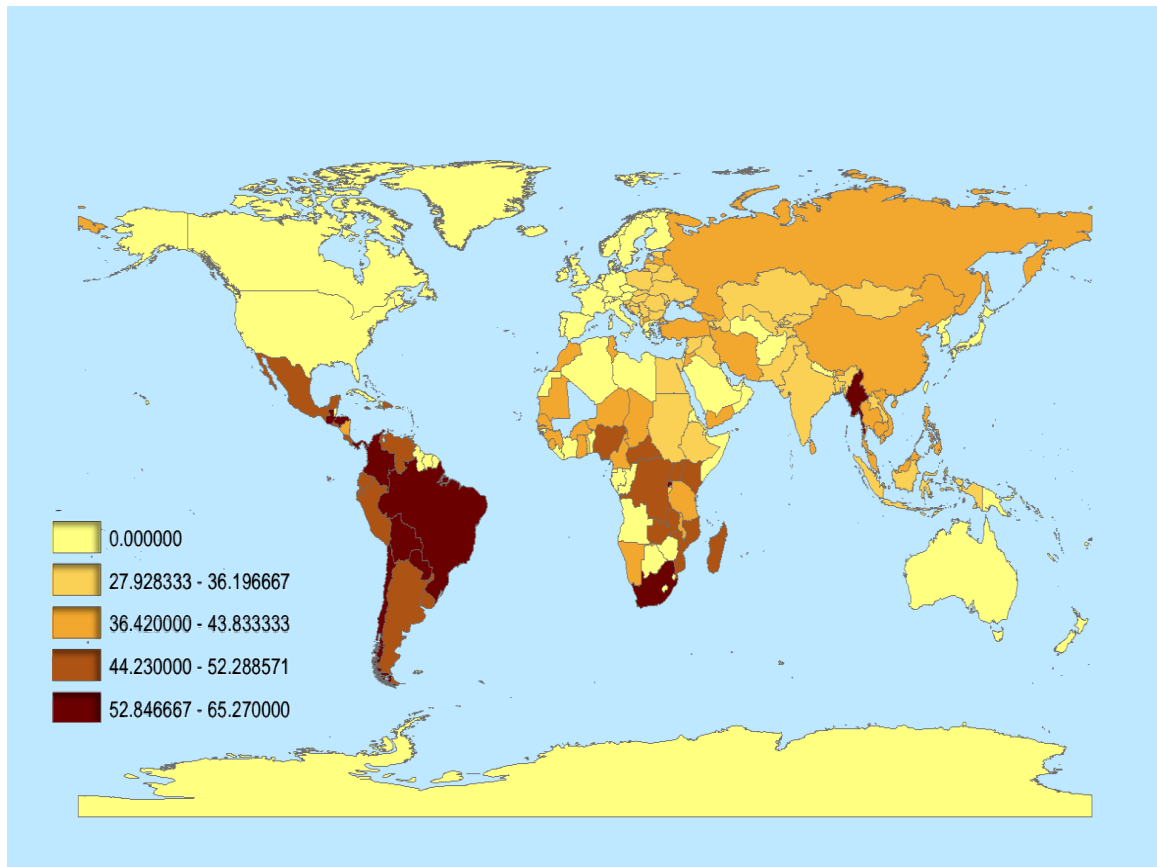 0.000000
27.928333 - 36.196667
36.420000 - 43.833333
44.230000 - 52.288571
52.846667 - 65.270000